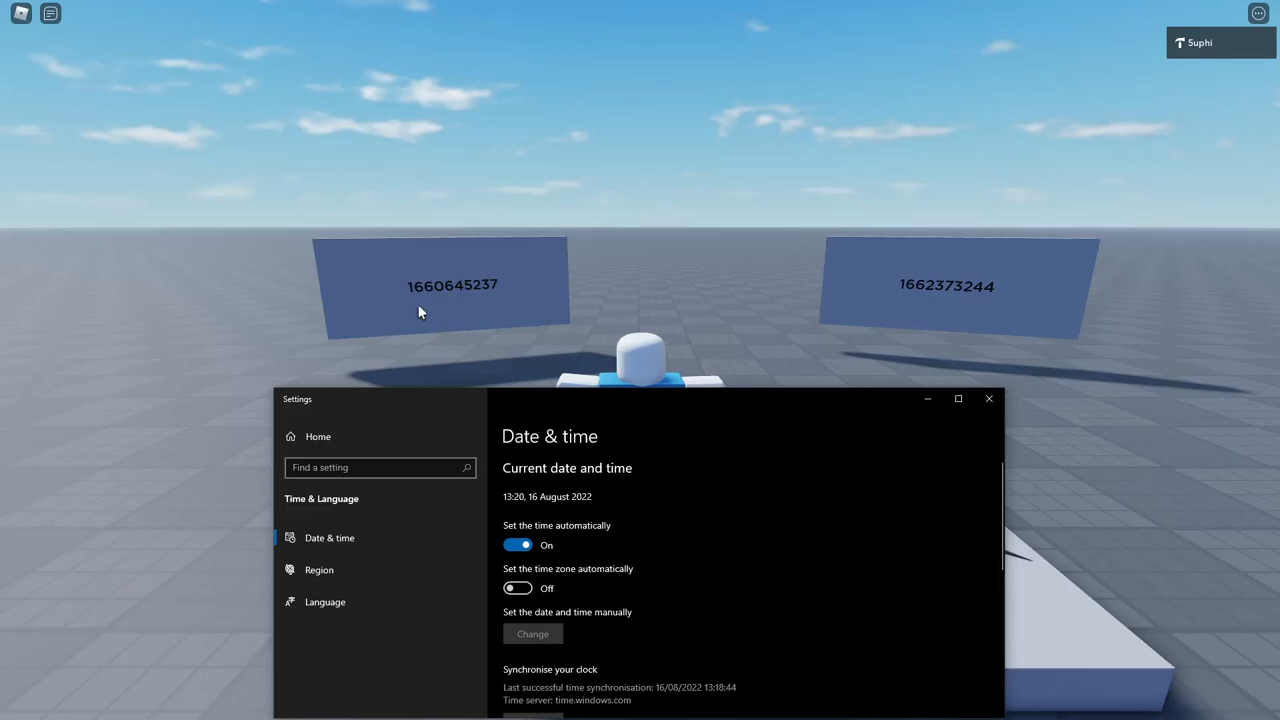 5uphi
1660645237
1662373244
Settings
Home
Find a setting
Time & Language
Date & time
Region
Language
Date & time
Current date and time
13:20, 16 August 2022
Set the time automatically
On
Set the time zone automatically
Off
Set the date and time manually
Change
Synchronise your clock
Last successful time synchronisation: 16/08/2022 13:18:44
Time server: time.windows.com